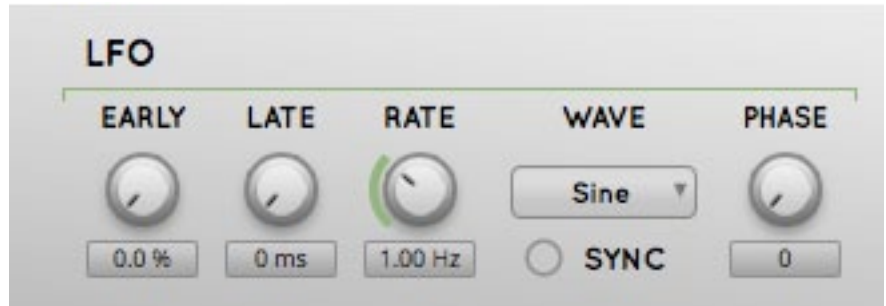 LFO
EARLY LATE RATE WAVE PHASE
Sine
0.0 % 0 ms 1.00 Hz SYNC 0